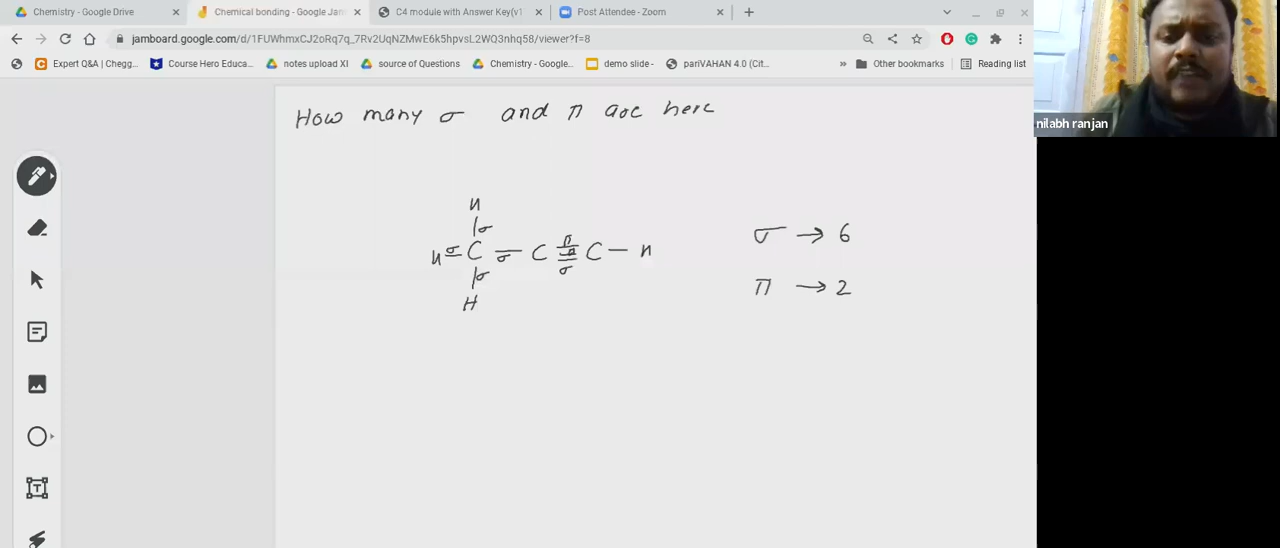 Chemistry - Google Drive
Chemical bonding - Google Jam
C4 module with Answer Key(v1
Post Attendee - Zoom
jamboard.google.com/d/1FUWhmxCJ2oRq7q_7Rv2UqNZMwE6k5hpvsL2WQ3nhq58/viewer?f=8
Expert Q&A | Chegg...
Course Hero Educa...
notes upload XI
source of Questions
Chemistry - Google...
demo slide -
pariVAHAN 4.0 (Cit...
»
Other bookmarks
Reading list
nilabh ranjan
How many σ and π are here
H
σ
H σ C σ C π π σ C — H
σ
H
σ → 6
π → 2